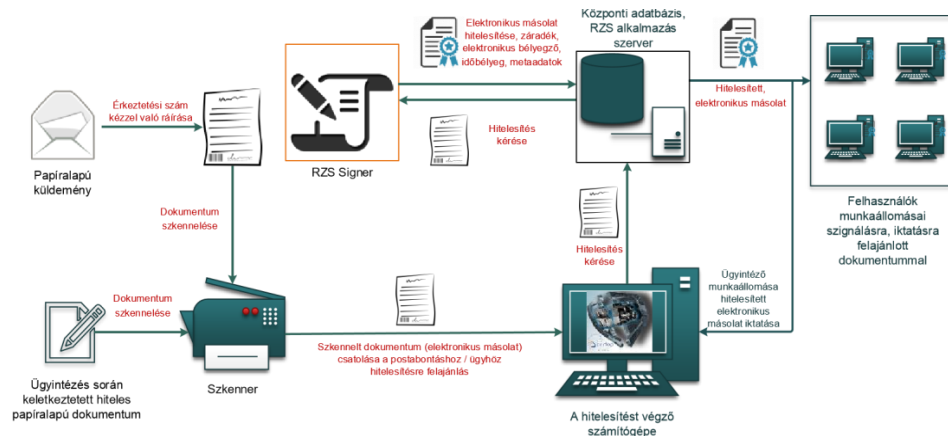 Elektronikus másolat
hitelesítése, záradék,
elektronikus bélyegző,
időbélyeg, metaadatok
Központi adatbázis,
RZS alkalmazás
szerver
Érkeztetési szám
kézzel való ráírása
Hitelesített,
elektronikus másolat
Hitelesítés
kérése
Papíralapú
küldemény
RZS Signer
Felhasználók
munkaállomásai
szignálásra, iktatásra
felajánlott
dokumentummal
Dokumentum
szkennelése
Hitelesítés
kérése
Ügyintéző
munkaállomása
hitelesített
elektronikus
másolat iktatása
Dokumentum
szkennelése
Szkennelt dokumentum (elektronikus másolat)
csatolása a postabontáshoz / ügyhöz
hitelesítésre felajánlás
Szkenner
Ügyintézés során
keletkeztetett hiteles
papíralapú dokumentum
A hitelesítést végző
számítógépe